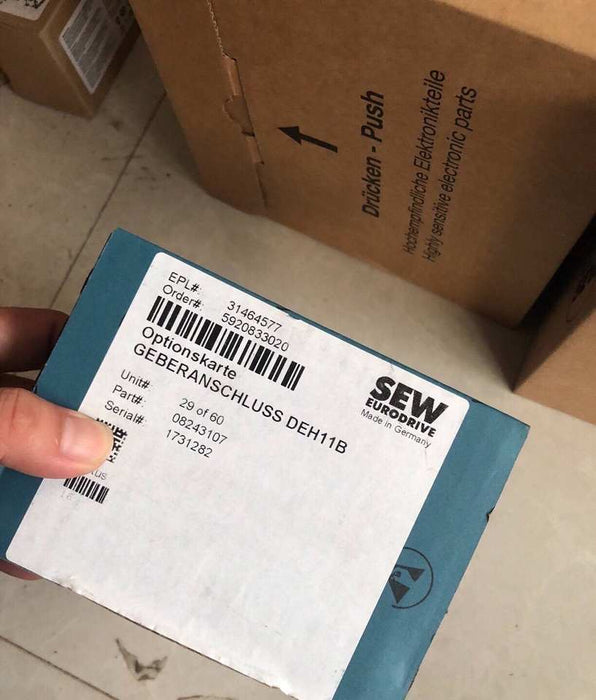 Drücken - Push
Hochempfindliche Elektronikteile
Highly sensitive electronic parts
EPL#: 31464577
Order#: 5920833020
Optionskarte
GEBERANSCHLUSS DEH11B
Unit# 29 of 60
Part#: 08243107
Serial#: 1731282
SEW
EURODRIVE
Made in Germany